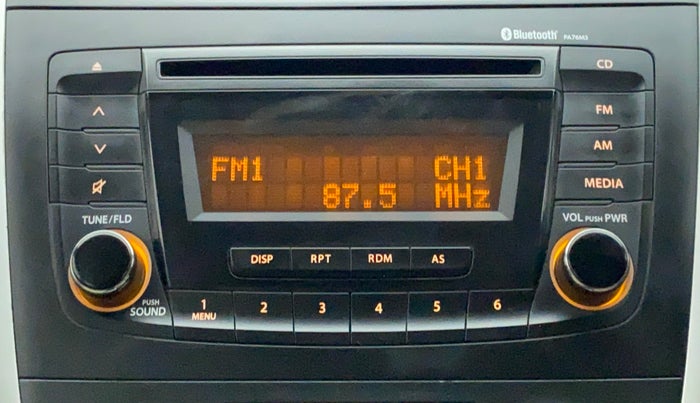 Bluetooth PA76M3
CD
FM
AM
MEDIA
FM1 CH1
87.5 MHz
TUNE/FLD
VOL PUSH PWR
DISP RPT RDM AS
PUSH
SOUND
1 2 3 4 5 6
MENU